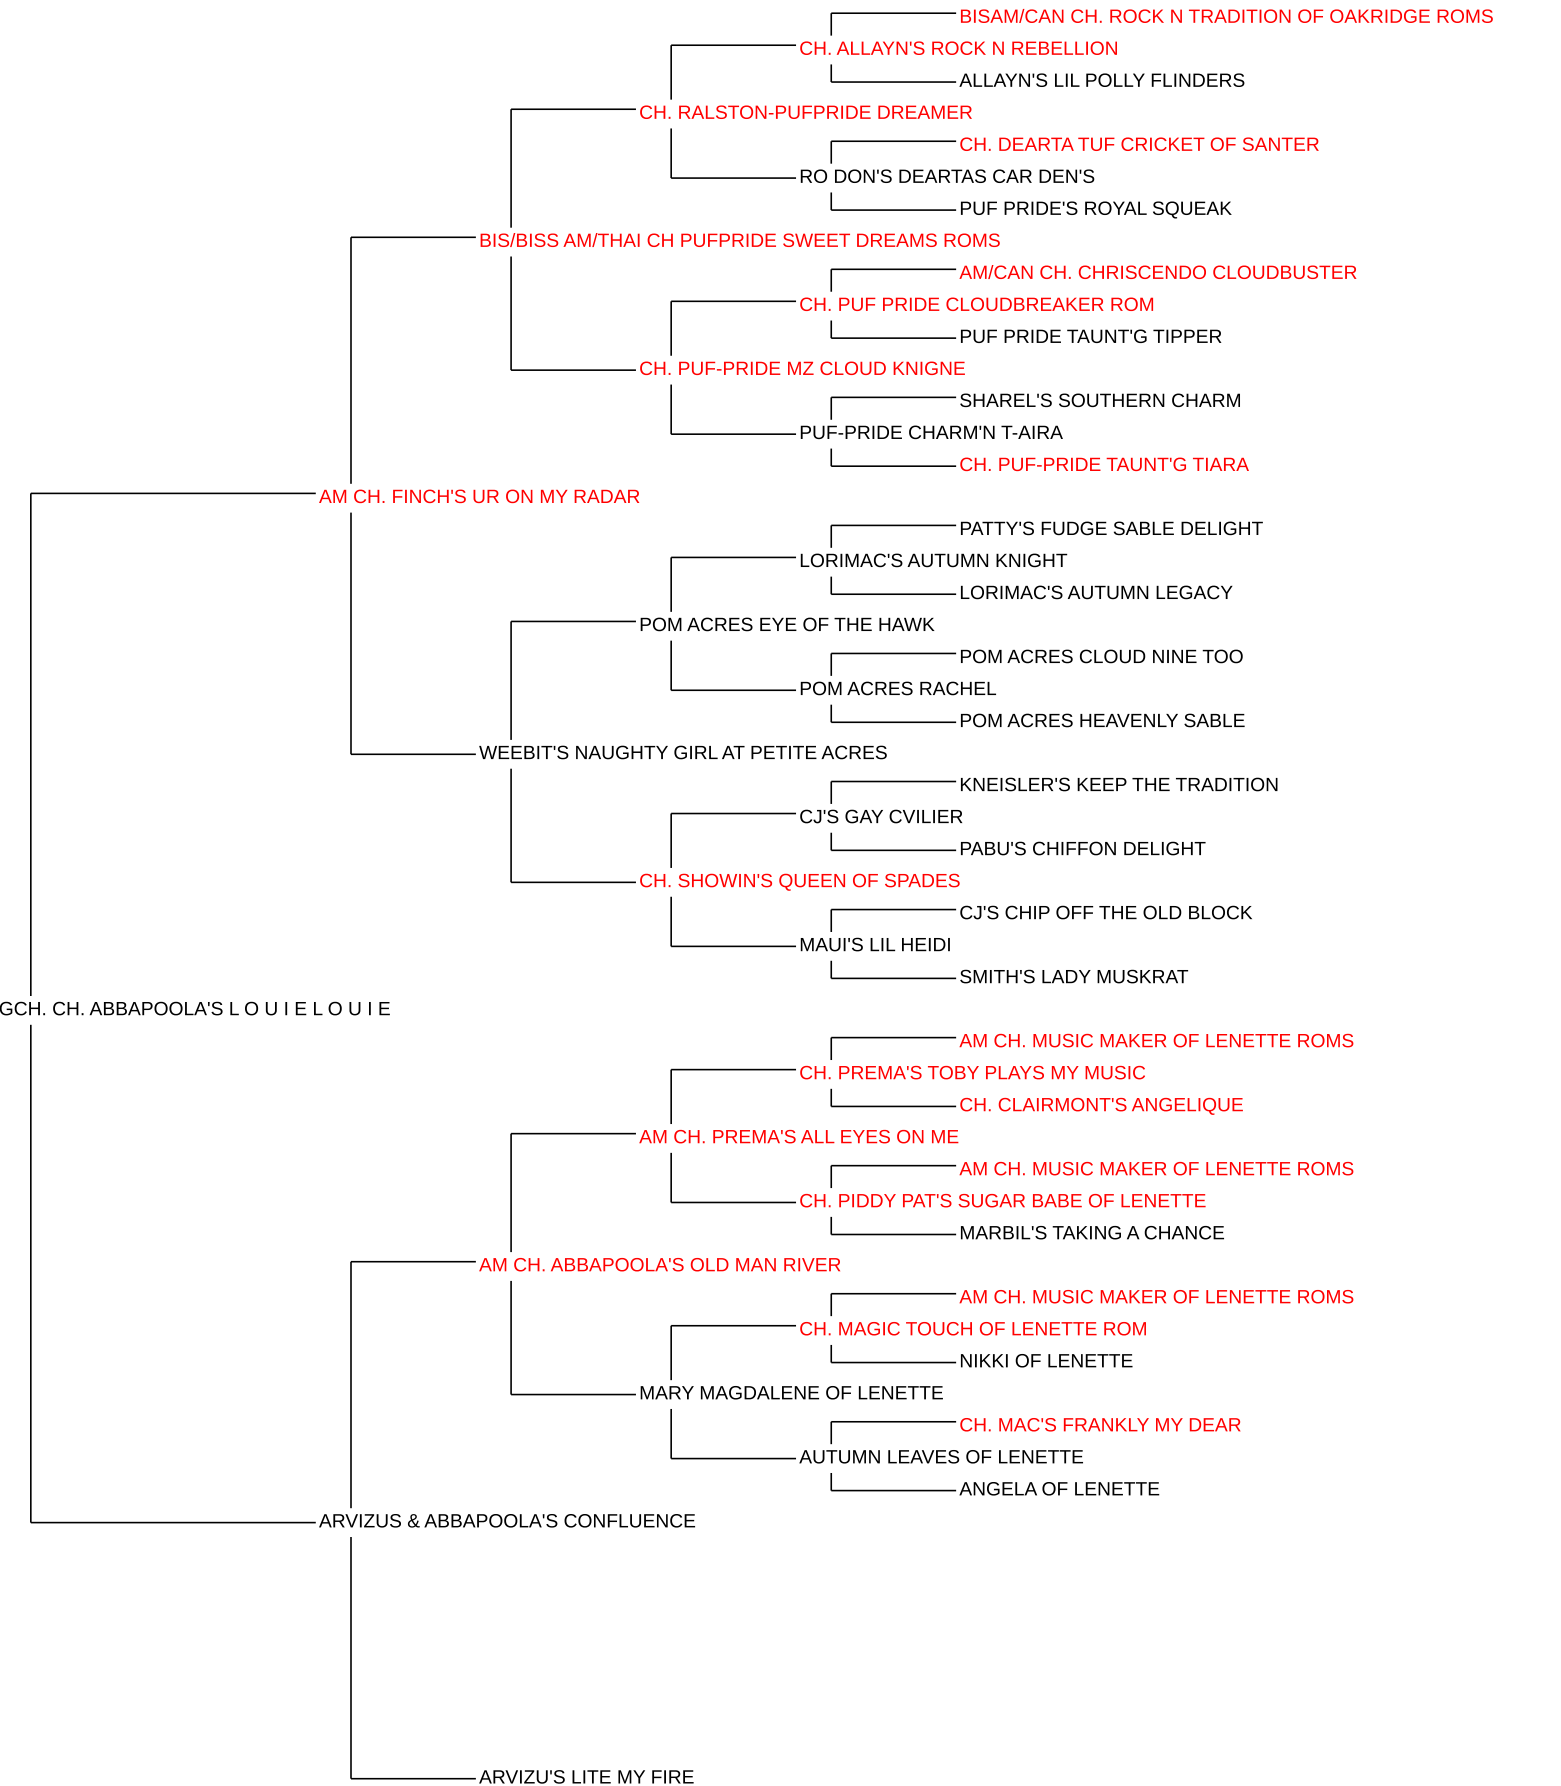 BISAM/CAN CH. ROCK N TRADITION OF OAKRIDGE ROMS
CH. ALLAYN'S ROCK N REBELLION
ALLAYN'S LIL POLLY FLINDERS
CH. RALSTON-PUFPRIDE DREAMER
CH. DEARTA TUF CRICKET OF SANTER
RO DON'S DEARTAS CAR DEN'S
PUF PRIDE'S ROYAL SQUEAK
BIS/BISS AM/THAI CH PUFPRIDE SWEET DREAMS ROMS
AM/CAN CH. CHRISCENDO CLOUDBUSTER
CH. PUF PRIDE CLOUDBREAKER ROM
PUF PRIDE TAUNT'G TIPPER
CH. PUF-PRIDE MZ CLOUD KNIGNE
SHAREL'S SOUTHERN CHARM
PUF-PRIDE CHARM'N T-AIRA
CH. PUF-PRIDE TAUNT'G TIARA
AM CH. FINCH'S UR ON MY RADAR
PATTY'S FUDGE SABLE DELIGHT
LORIMAC'S AUTUMN KNIGHT
LORIMAC'S AUTUMN LEGACY
POM ACRES EYE OF THE HAWK
POM ACRES CLOUD NINE TOO
POM ACRES RACHEL
POM ACRES HEAVENLY SABLE
WEEBIT'S NAUGHTY GIRL AT PETITE ACRES
KNEISLER'S KEEP THE TRADITION
CJ'S GAY CVILIER
PABU'S CHIFFON DELIGHT
CH. SHOWIN'S QUEEN OF SPADES
CJ'S CHIP OFF THE OLD BLOCK
MAUI'S LIL HEIDI
SMITH'S LADY MUSKRAT
GCH. CH. ABBAPOOLA'S L O U I E L O U I E
AM CH. MUSIC MAKER OF LENETTE ROMS
CH. PREMA'S TOBY PLAYS MY MUSIC
CH. CLAIRMONT'S ANGELIQUE
AM CH. PREMA'S ALL EYES ON ME
AM CH. MUSIC MAKER OF LENETTE ROMS
CH. PIDDY PAT'S SUGAR BABE OF LENETTE
MARBIL'S TAKING A CHANCE
AM CH. ABBAPOOLA'S OLD MAN RIVER
AM CH. MUSIC MAKER OF LENETTE ROMS
CH. MAGIC TOUCH OF LENETTE ROM
NIKKI OF LENETTE
MARY MAGDALENE OF LENETTE
CH. MAC'S FRANKLY MY DEAR
AUTUMN LEAVES OF LENETTE
ANGELA OF LENETTE
ARVIZUS & ABBAPOOLA'S CONFLUENCE
ARVIZU'S LITE MY FIRE